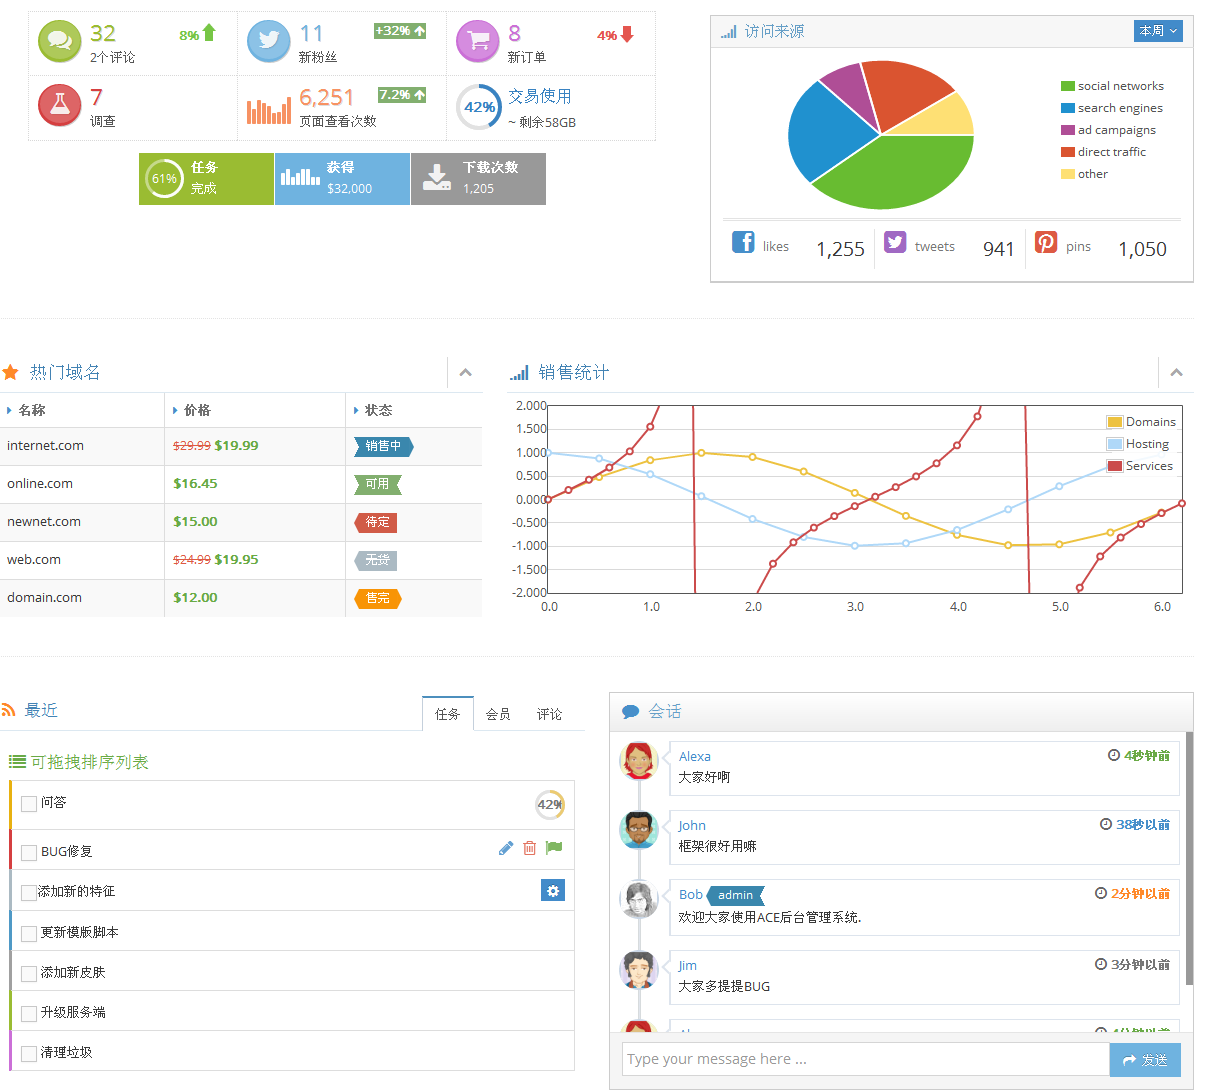 32
2个评论
8%
11
新粉丝
+32%
8
新订单
4%
7
调查
6,251
页面查看次数
7.2%
42%
交易使用
~ 剩余58GB
61%
任务
完成
获得
$32,000
下载次数
1,205
访问来源
本周
social networks
search engines
ad campaigns
direct traffic
other
likes
1,255
tweets
941
pins
1,050
热门域名
名称 价格 状态
internet.com $29.99 $19.99 销售中
online.com $16.45 可用
newnet.com $15.00 待定
web.com $24.99 $19.95 无货
domain.com $12.00 售完
销售统计
2.000
1.500
1.000
0.500
0.000
-0.500
-1.000
-1.500
-2.000
0.0 1.0 2.0 3.0 4.0 5.0 6.0
Domains
Hosting
Services
最近
任务 会员 评论
可拖拽排序列表
问答 42%
BUG修复
添加新的特征
更新模版脚本
添加新皮肤
升级服务端
清理垃圾
会话
Alexa 4秒钟前
大家好啊
John 38秒以前
框架很好用嘛
Bob admin 2分钟以前
欢迎大家使用ACE后台管理系统.
Jim 3分钟以前
大家多提提BUG
Type your message here ...
发送